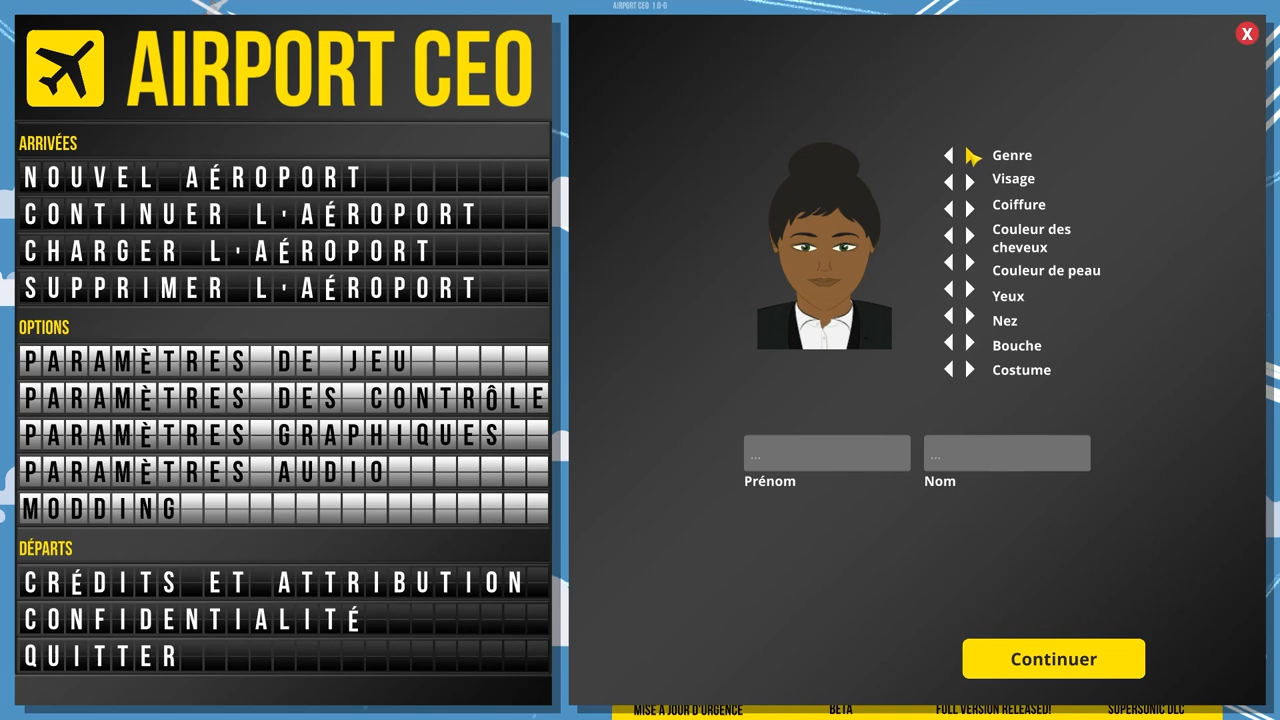 AIRPORT CEO 1.0-6
AIRPORT CEO
ARRIVÉES
NOUVEL AÉROPORT
CONTINUER L'AÉROPORT
CHARGER L'AÉROPORT
SUPPRIMER L'AÉROPORT
OPTIONS
PARAMÈTRES DE JEU
PARAMÈTRES DES CONTRÔLE
PARAMÈTRES GRAPHIQUES
PARAMÈTRES AUDIO
MODDING
DÉPARTS
CRÉDITS ET ATTRIBUTION
CONFIDENTIALITÉ
QUITTER
X
Genre
Visage
Coiffure
Couleur des
cheveux
Couleur de peau
Yeux
Nez
Bouche
Costume
... ...
Prénom Nom
Continuer
MISE À JOUR D'URGENCE BETA FULL VERSION RELEASED! SUPERSONIC DLC